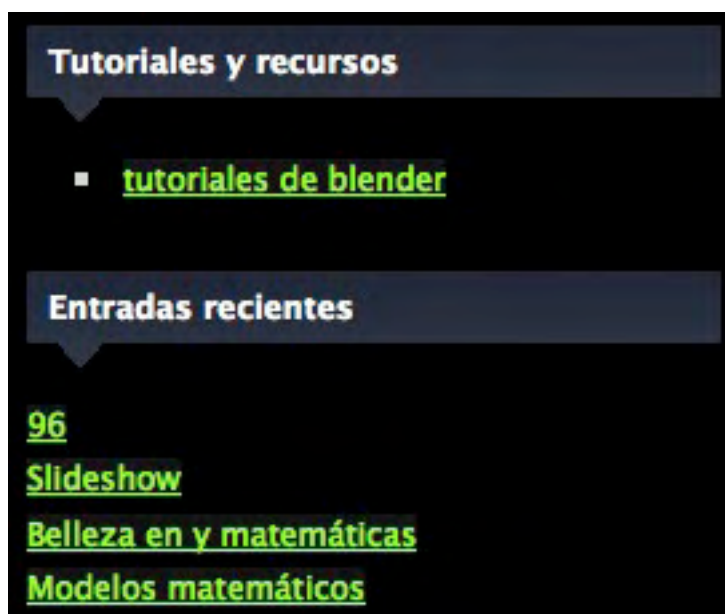 Tutoriales y recursos
tutoriales de blender
Entradas recientes
96
Slideshow
Belleza en y matemáticas
Modelos matemáticos